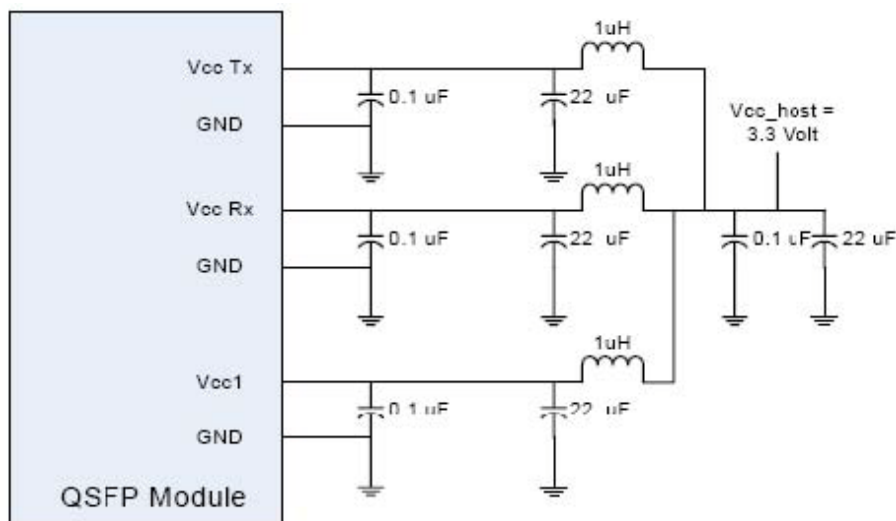 1uH
Vcc Tx
0.1 uF
22 uF
GND
Vcc_host =
3.3 Volt
1uH
Vcc Rx
0.1 uF
22 uF
0.1 uF
22 uF
GND
1uH
Vcc1
0.1 uF
22 uF
GND
QSFP Module